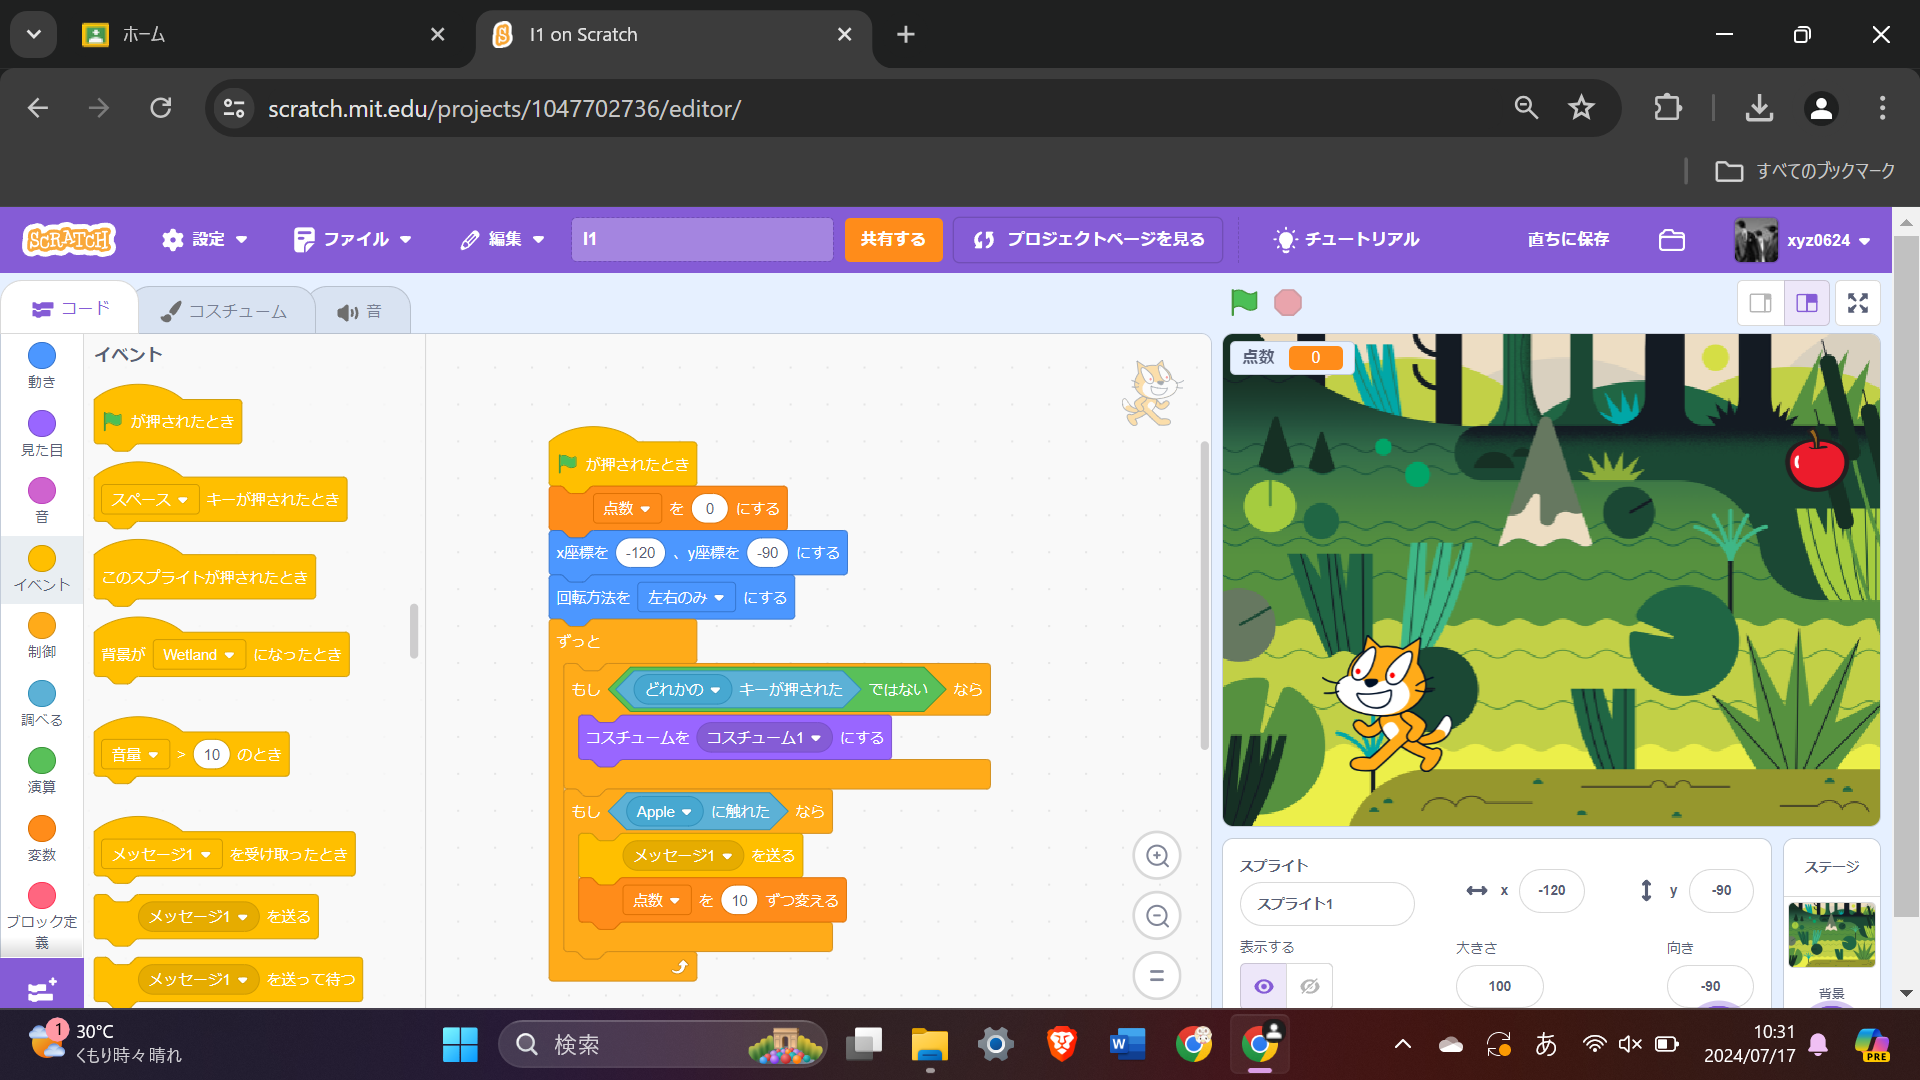 ホーム
I1 on Scratch
scratch.mit.edu/projects/1047702736/editor/
すべてのブックマーク
SCRATCH
設定
ファイル
編集
I1
共有する
プロジェクトページを見る
チュートリアル
直ちに保存
xyz0624
コード
コスチューム
音
動き
見た目
音
イベント
制御
調べる
演算
変数
ブロック定
義
イベント
が押されたとき
スペース キーが押されたとき
このスプライトが押されたとき
背景が Wetland になったとき
音量 > 10 のとき
メッセージ1 を受け取ったとき
メッセージ1 を送る
メッセージ1 を送って待つ
が押されたとき
点数 を 0 にする
x座標を -120 、y座標を -90 にする
回転方法を 左右のみ にする
ずっと
もし どれかの キーが押された ではない なら
コスチュームを コスチューム1 にする
もし Apple に触れた なら
メッセージ1 を送る
点数 を 10 ずつ変える
点数 0
スプライト
スプライト1
x -120
y -90
表示する
大きさ
100
向き
-90
ステージ
背景
1
30°C
くもり時々晴れ
検索
W
あ
10:31
2024/07/17
PRE